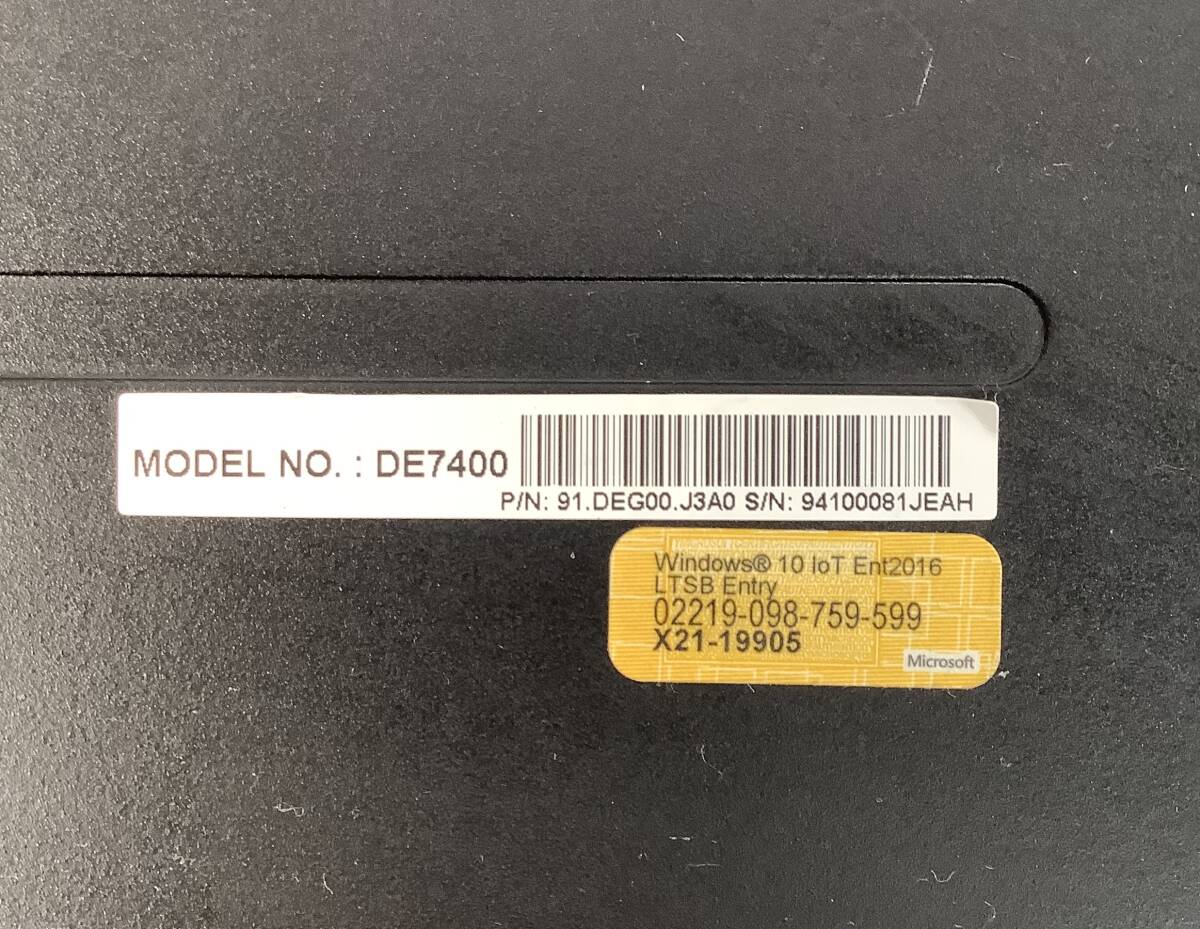 MODEL NO. : DE7400
P/N: 91.DEG00.J3A0 S/N: 94100081JEAH
Windows® 10 IoT Ent2016
LTSB Entry
02219-098-759-599
X21-19905
Microsoft